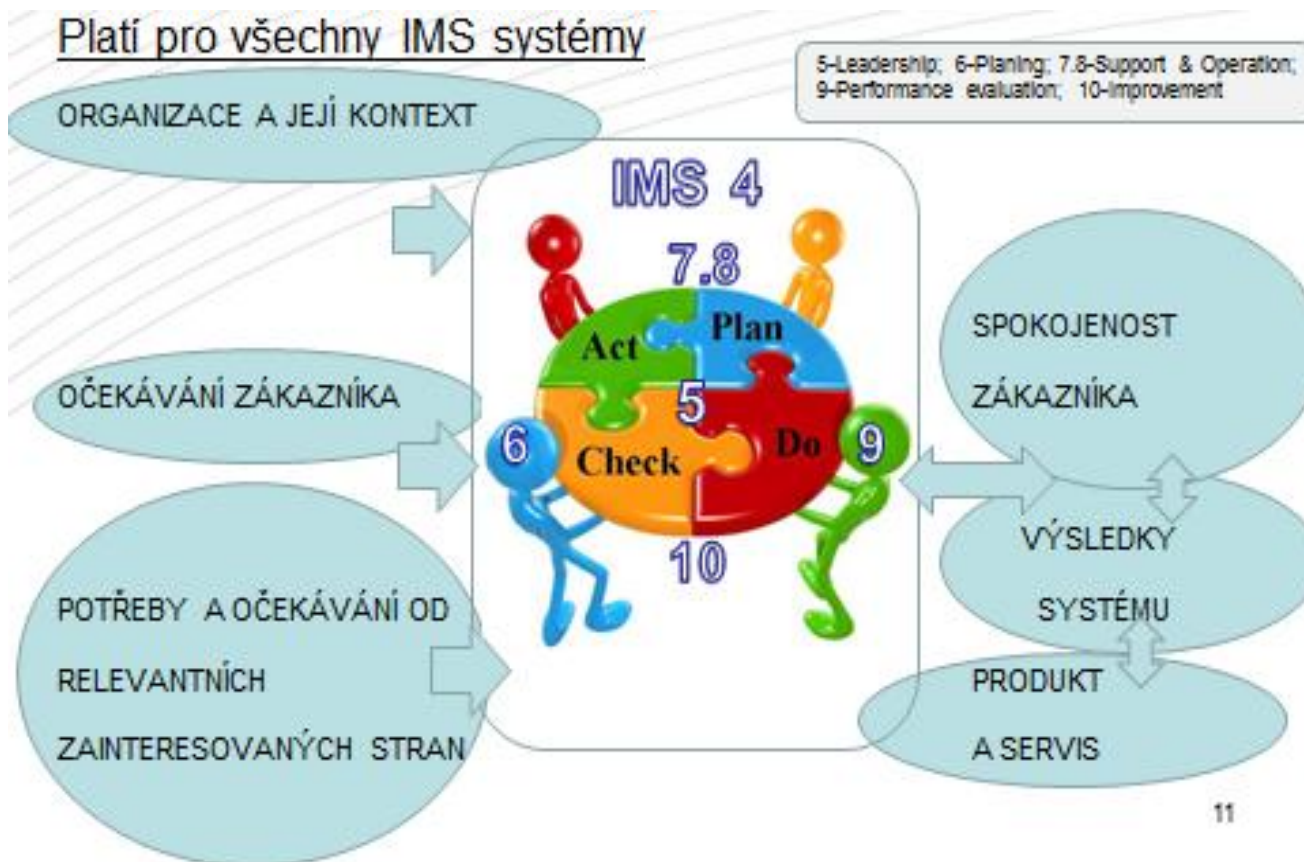 Platí pro všechny IMS systémy
5-Leadership; 6-Planing; 7.8-Support & Operation;
9-Performance evaluation; 10-Improvement
ORGANIZACE A JEJÍ KONTEXT
IMS 4
7.8
Act
Plan
5
6
Check
Do
9
10
OČEKÁVÁNÍ ZÁKAZNÍKA
POTŘEBY A OČEKÁVÁNÍ OD
RELEVANTNÍCH
ZAINTERESOVANÝCH STRAN
SPOKOJENOST
ZÁKAZNÍKA
VÝSLEDKY
SYSTÉMU
PRODUKT
A SERVIS
11